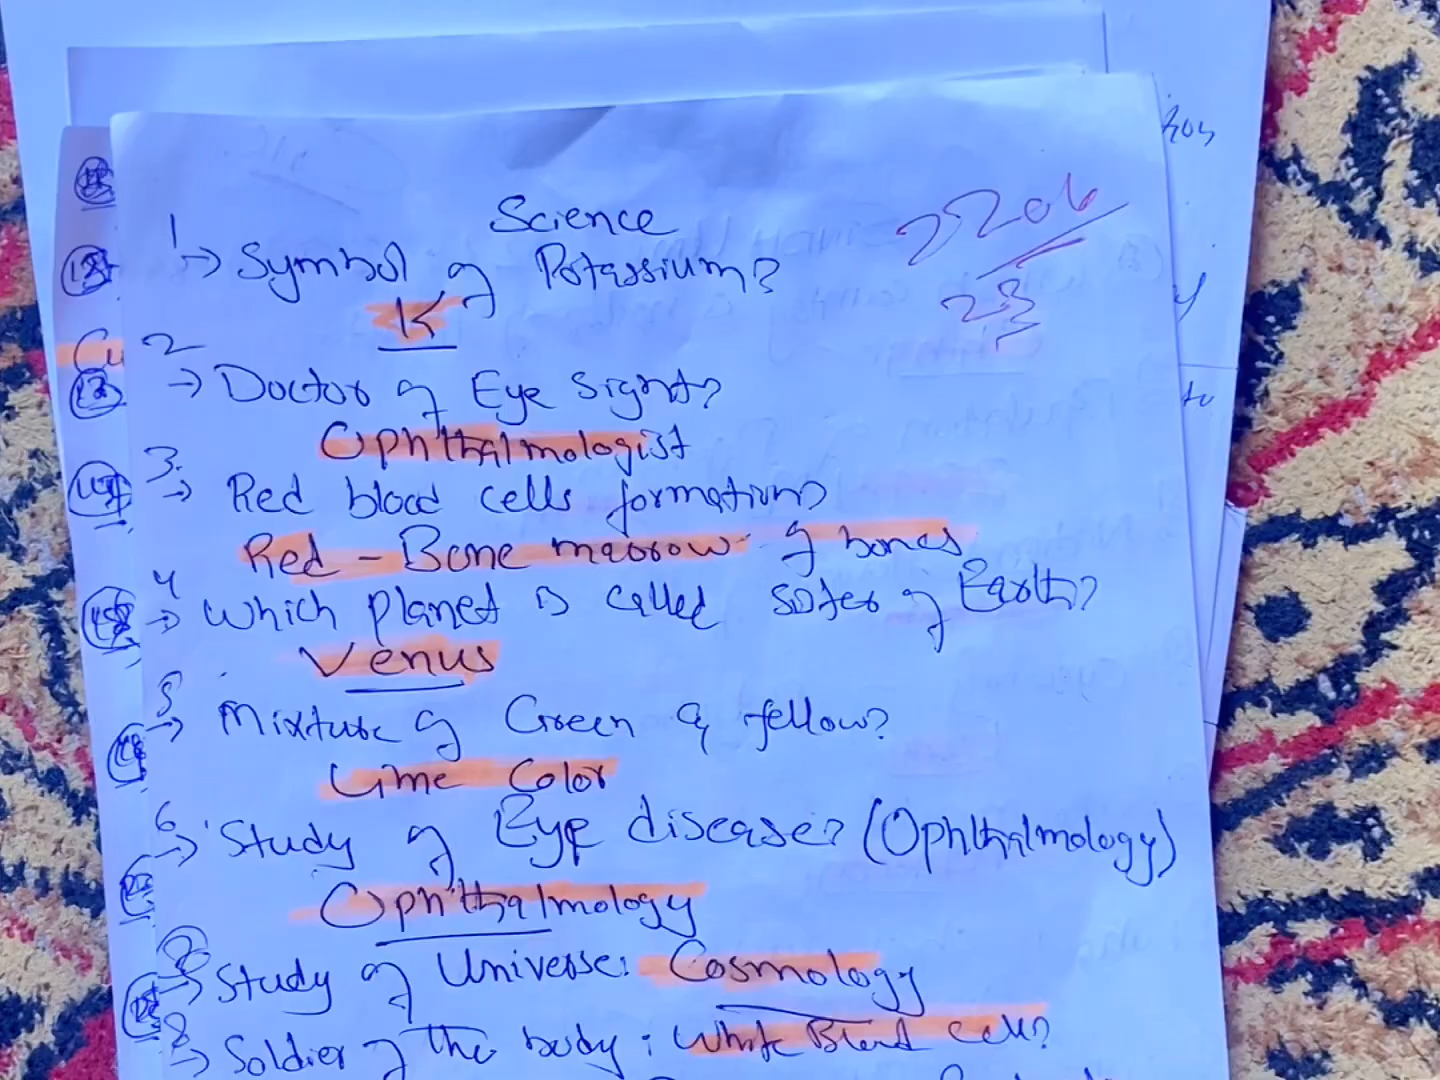 Science
1 → Symbol of Potassium?
K
2 → Doctor of Eye Sight?
Ophthalmologist
3. → Red blood cells formation?
Red - Bone marrow of bones
4 → Which planet is called Sister of Earth?
Venus
5 → Mixture of Green & fellow?
Lime Color
6 → Study of Eye disease? (Ophthalmology)
Ophthalmology
7 → Study of Universe: Cosmology
8 → Soldier of the body: White Blood cell?